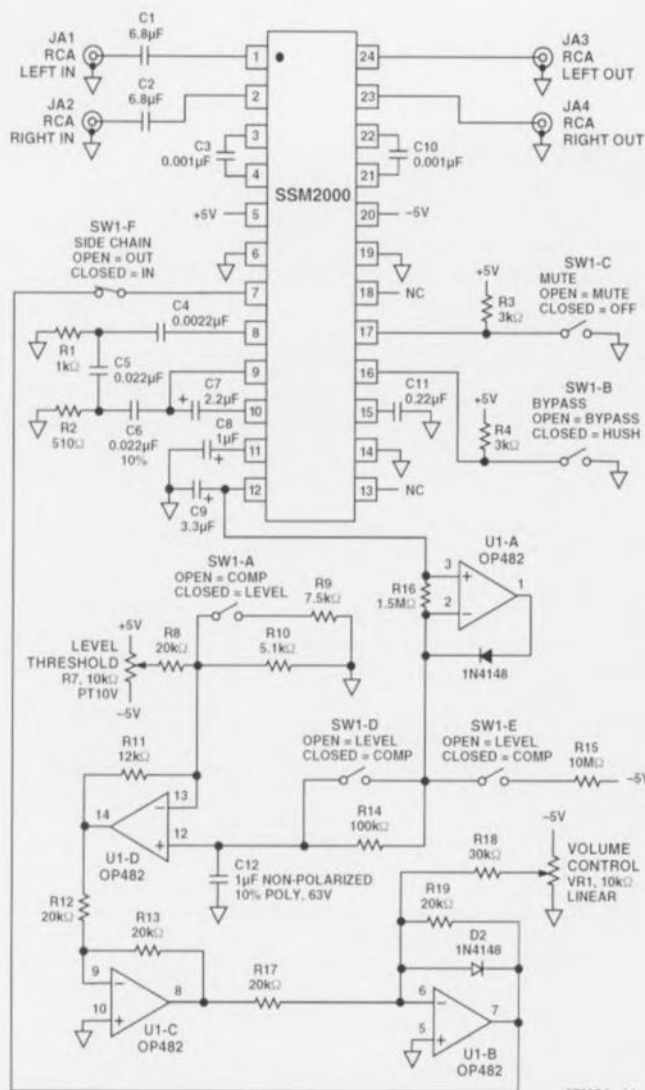 JA1
RCA
LEFT IN
C1
6.8µF
JA2
RCA
RIGHT IN
C2
6.8µF
C3
0.001µF
+5V
SSM2000
1
2
3
4
5
6
7
8
9
10
11
12
24
23
22
21
20
19
18
17
16
15
14
13
JA3
RCA
LEFT OUT
JA4
RCA
RIGHT OUT
C10
0.001µF
–5V
NC
SW1-F
SIDE CHAIN
OPEN = OUT
CLOSED = IN
C4
0.0022µF
R1
1kΩ
C5
0.022µF
R2
510Ω
C6
0.022µF
10%
C7
2.2µF
+
C8
1µF
+
C9
3.3µF
+
+5V
R3
3kΩ
SW1-C
MUTE
OPEN = MUTE
CLOSED = OFF
C11
0.22µF
+5V
R4
3kΩ
SW1-B
BYPASS
OPEN = BYPASS
CLOSED = HUSH
NC
U1-A
OP482
3
+
2
–
1
R16
1.5MΩ
1N4148
SW1-A
OPEN = COMP
CLOSED = LEVEL
R9
7.5kΩ
R10
5.1kΩ
+5V
LEVEL
THRESHOLD
R7, 10kΩ
PT10V
–5V
R8
20kΩ
R11
12kΩ
SW1-D
OPEN = LEVEL
CLOSED = COMP
SW1-E
OPEN = LEVEL
CLOSED = COMP
R15
10MΩ
–5V
R14
100kΩ
14
13
–
12
+
U1-D
OP482
C12
1µF NON-POLARIZED
10% POLY, 63V
R18
30kΩ
–5V
VOLUME
CONTROL
VR1, 10kΩ
LINEAR
R12
20kΩ
R13
20kΩ
R19
20kΩ
D2
1N4148
9
–
10
+
8
U1-C
OP482
R17
20kΩ
6
–
5
+
7
U1-B
OP482